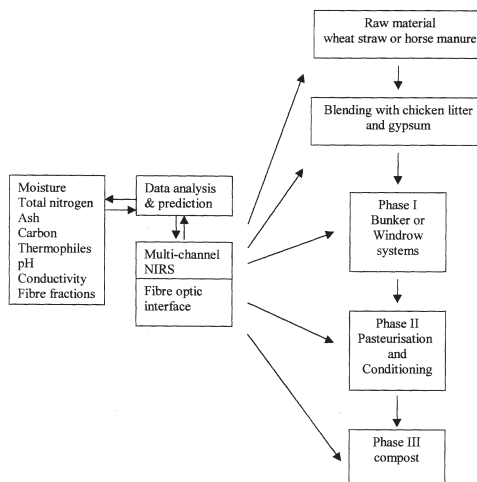 Raw material
wheat straw or horse manure
Blending with chicken litter
and gypsum
Moisture
Total nitrogen
Ash
Carbon
Thermophiles
pH
Conductivity
Fibre fractions
Data analysis
& prediction
Multi-channel
NIRS
Fibre optic
interface
Phase I
Bunker or
Windrow
systems
Phase II
Pasteurisation
and
Conditioning
Phase III
compost